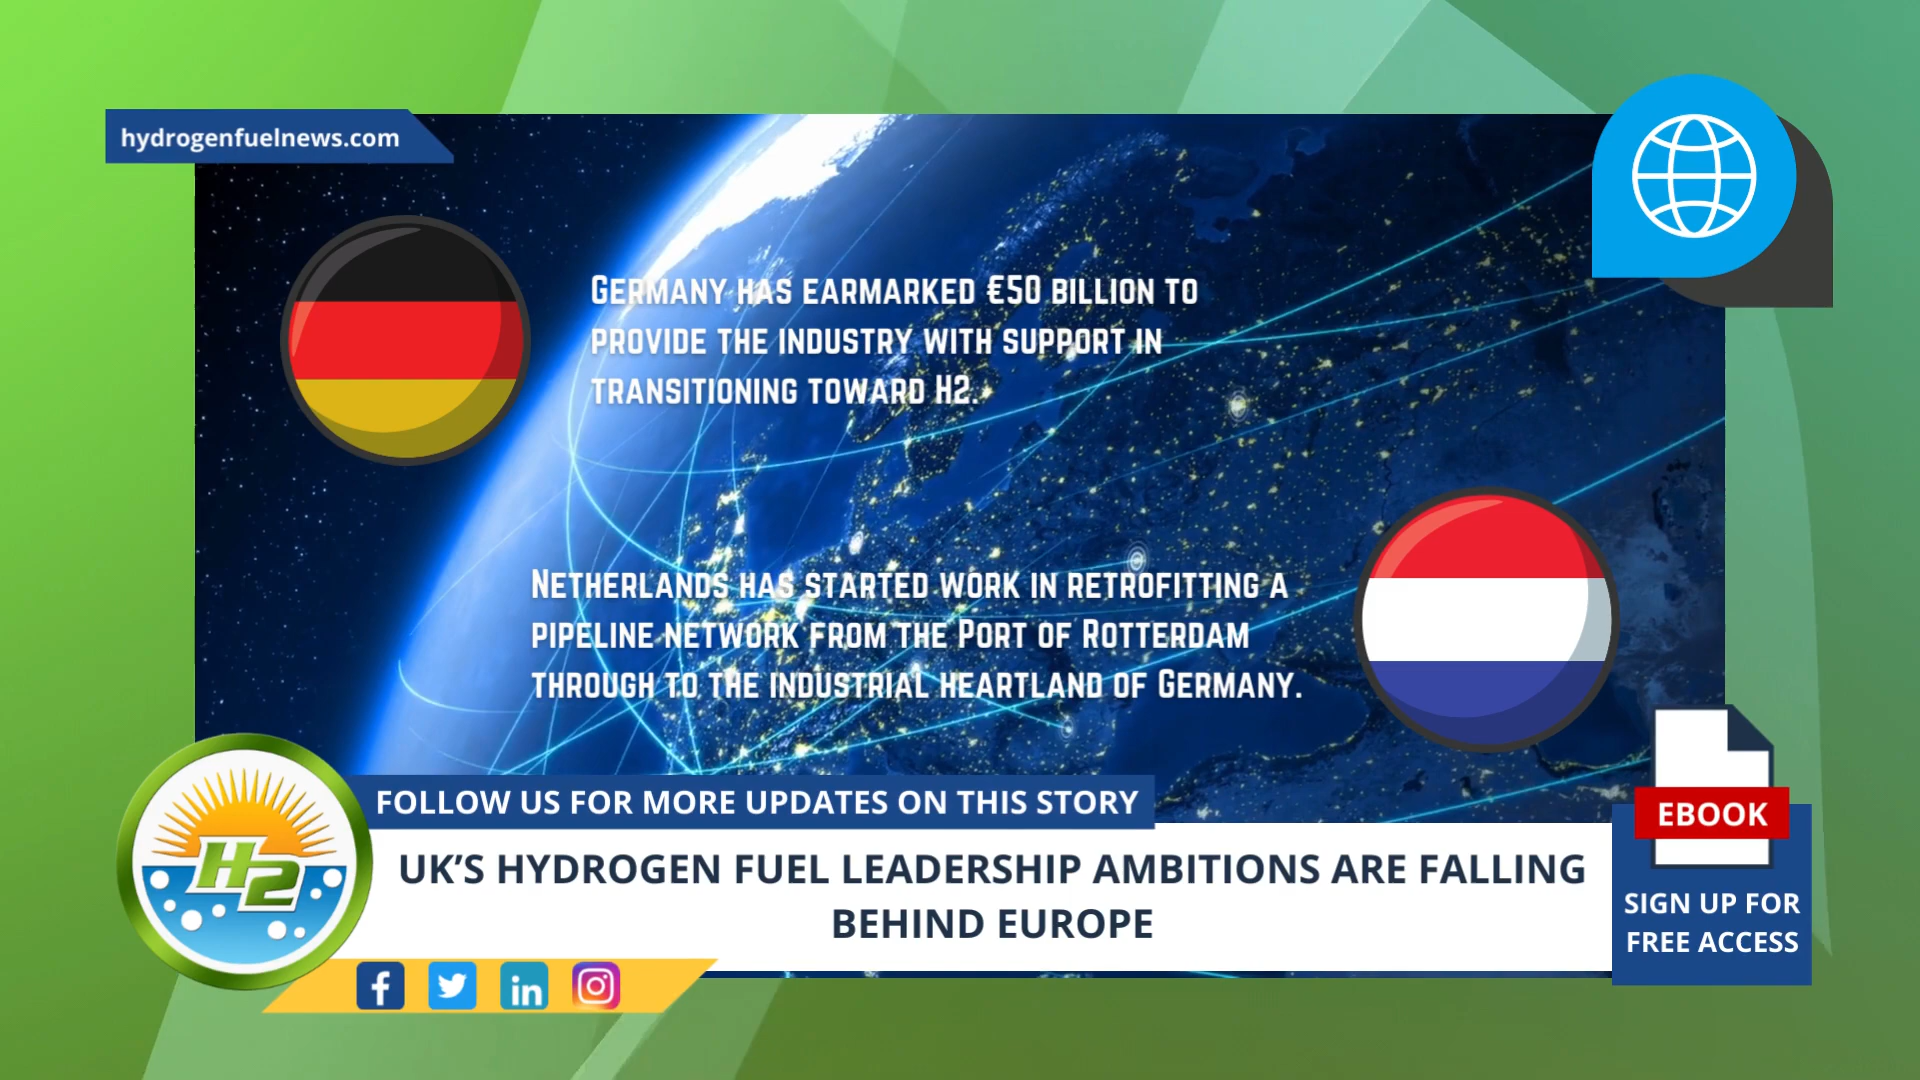 hydrogenfuelnews.com
Germany has earmarked €50 billion to
provide the industry with support in
transitioning toward H2.
Netherlands has started work in retrofitting a
pipeline network from the Port of Rotterdam
through to the industrial heartland of Germany.
FOLLOW US FOR MORE UPDATES ON THIS STORY
UK'S HYDROGEN FUEL LEADERSHIP AMBITIONS ARE FALLING
BEHIND EUROPE
H2
EBOOK
SIGN UP FOR
FREE ACCESS
f
in